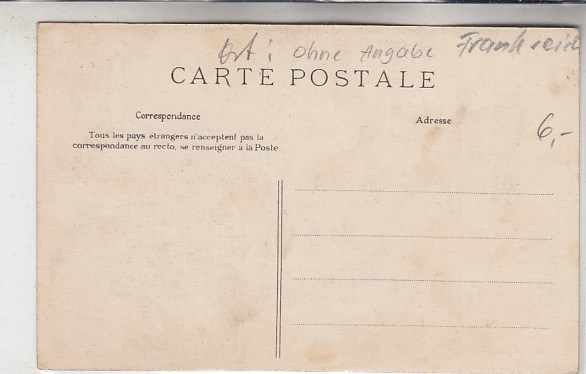 Ort: ohne Angabe Frankreich
CARTE POSTALE
Correspondance
Tous les pays étrangers n'acceptent pas la
correspondance au recto, se renseigner à la Poste.
Adresse
6,-